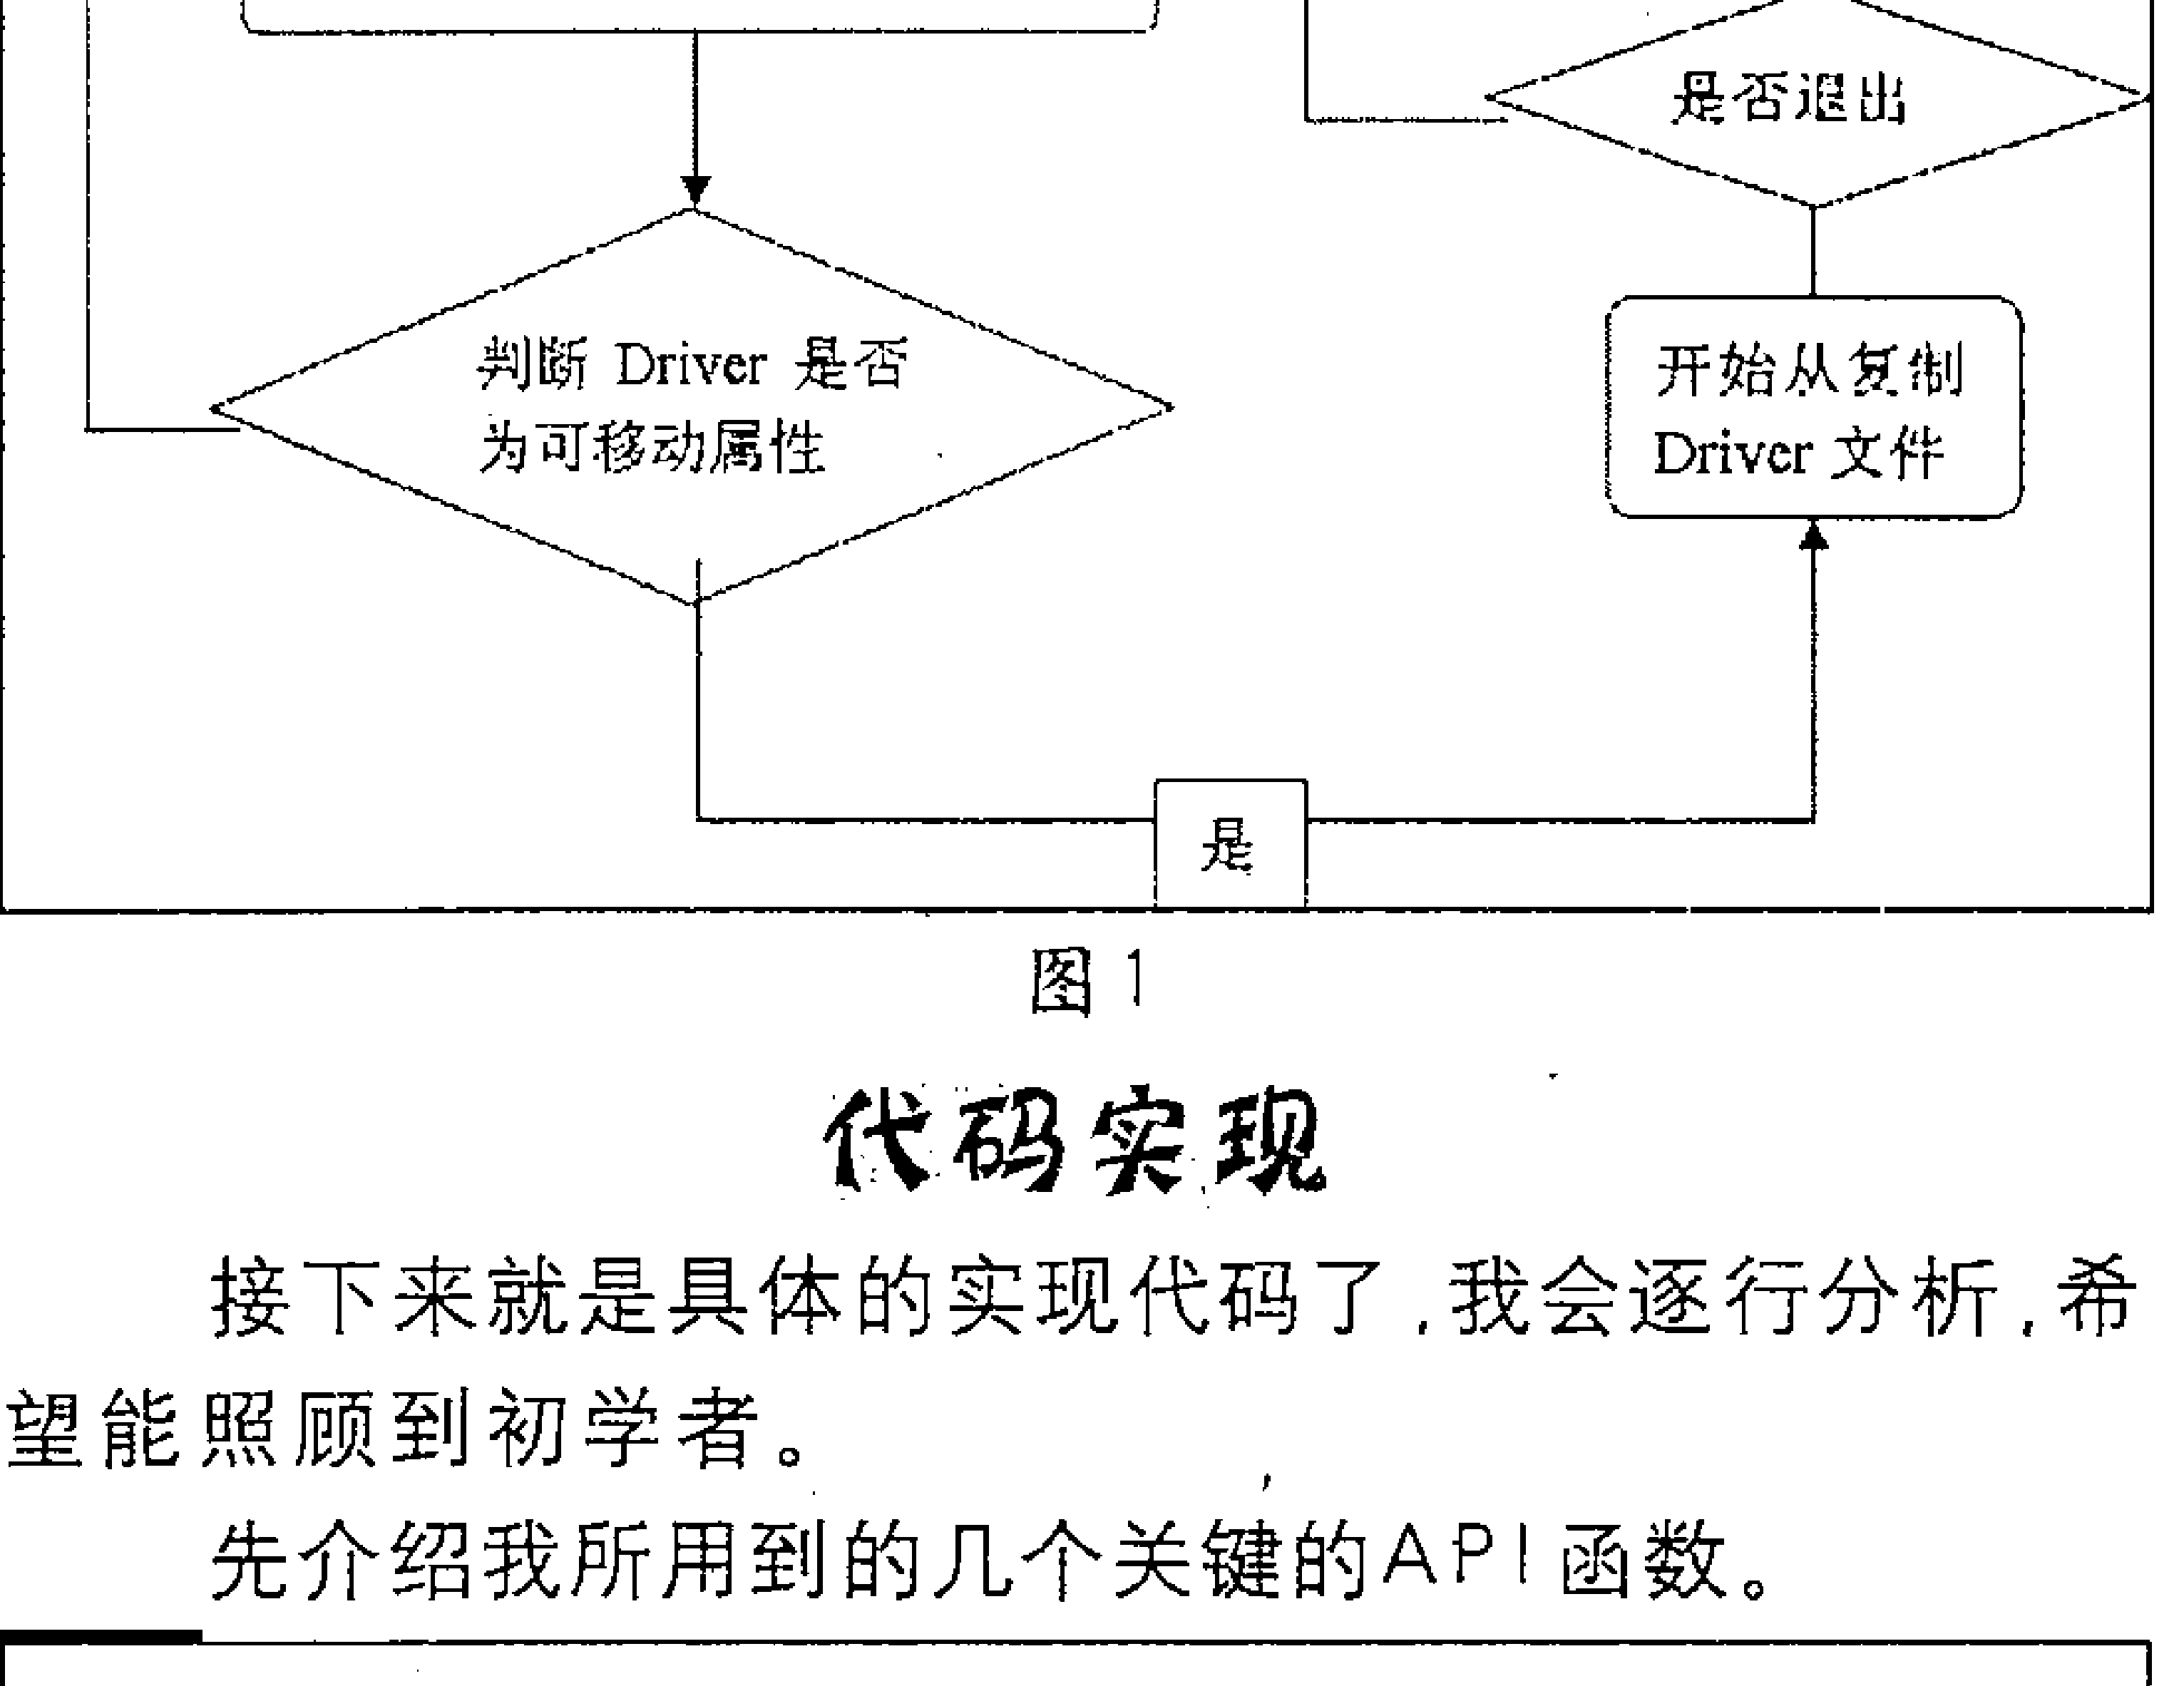 是否退出
判断 Driver 是否
为可移动属性
开始从复制
Driver 文件
是
图 1
代码实现
接下来就是具体的实现代码了,我会逐行分析,希
望能照顾到初学者。
先介绍我所用到的几个关键的API函数。